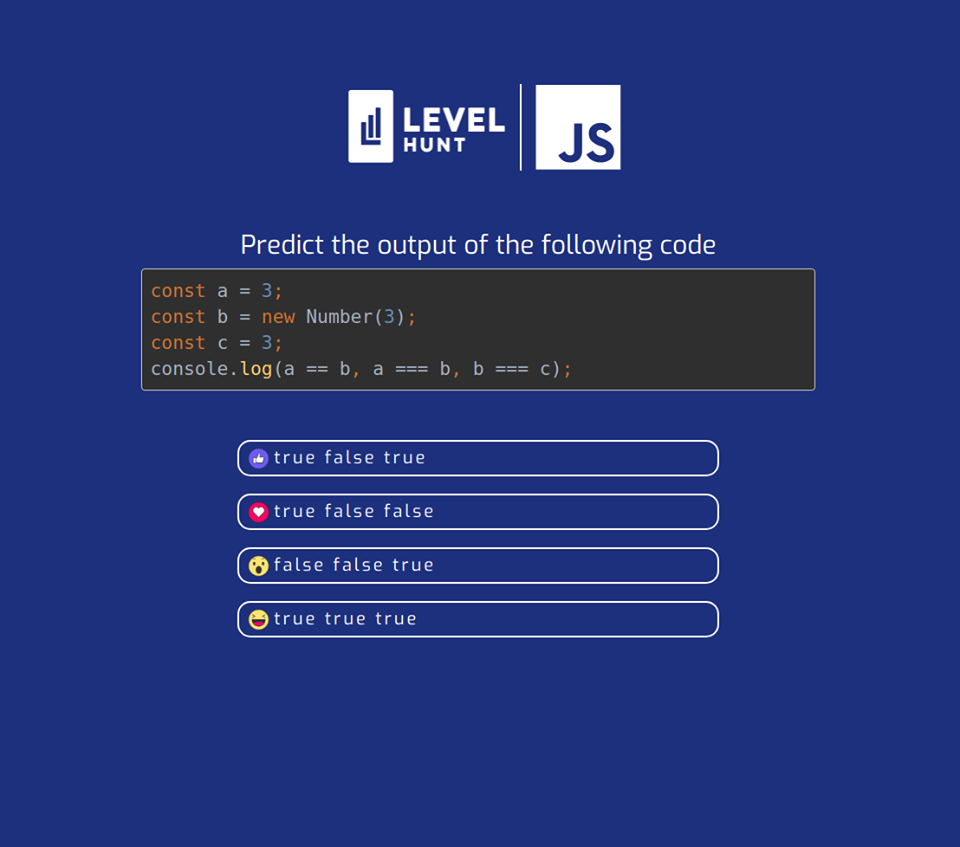 LEVEL
HUNT
JS
Predict the output of the following code
const a = 3;
const b = new Number(3);
const c = 3;
console.log(a == b, a === b, b === c);
true false true
true false false
false false true
true true true